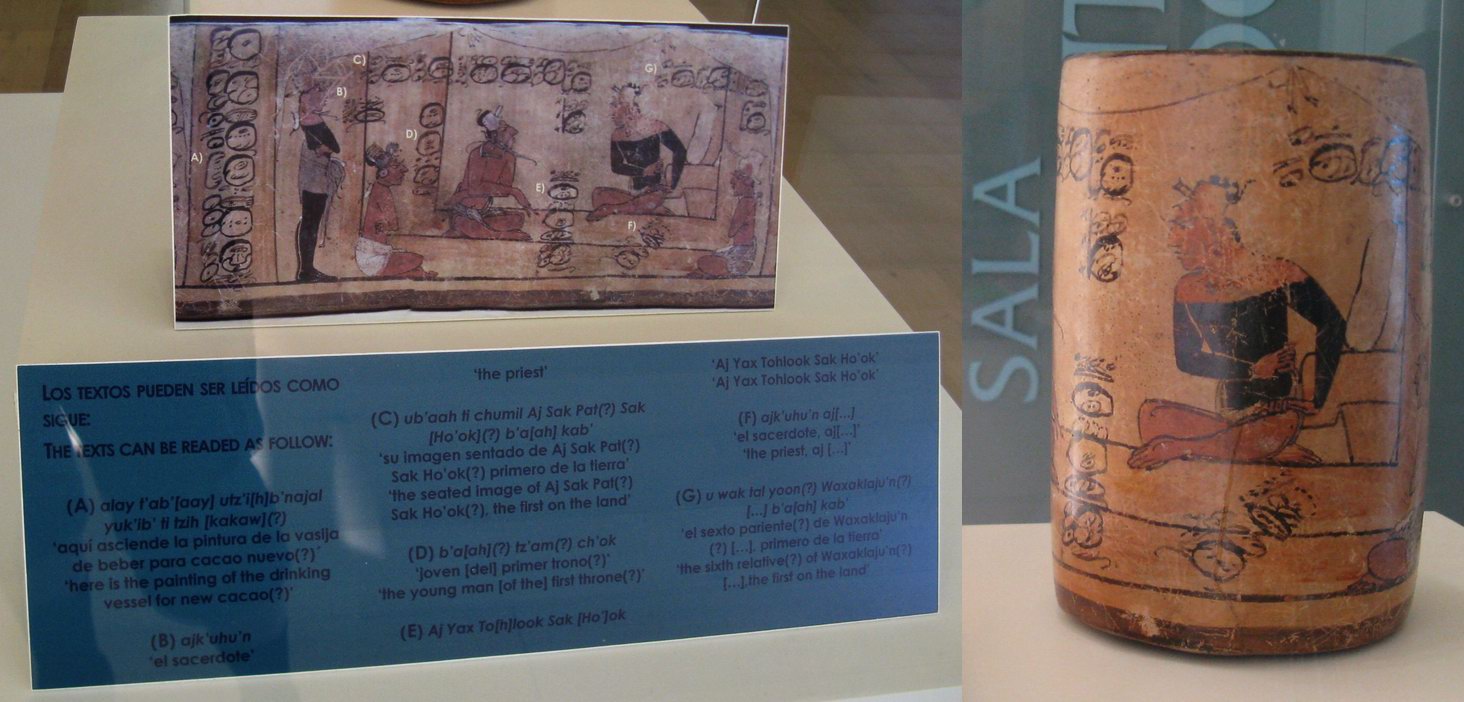 A)
B)
C)
D)
E)
F)
G)
LOS TEXTOS PUEDEN SER LEÍDOS COMO
SIGUE:
THE TEXTS CAN BE READED AS FOLLOW:
(A) alay t'ab'[aay] utz'i[h]b'najal
yuk'ib' ti tzih [kakaw](?)
'aquí asciende la pintura de la vasija
de beber para cacao nuevo(?)'
'here is the painting of the drinking
vessel for new cacao(?)'
(B) ajk'uhu'n
'el sacerdote'
'the priest'
(C) ub'aah ti chumil Aj Sak Pat(?) Sak
[Ho'ok](?) b'a[ah] kab'
'su imagen sentado de Aj Sak Pat(?)
Sak Ho'ok(?) primero de la tierra'
'the seated image of Aj Sak Pat(?)
Sak Ho'ok(?), the first on the land'
(D) b'a[ah](?) tz'am(?) ch'ok
'joven [del] primer trono(?)'
'the young man [of the] first throne(?)'
(E) Aj Yax To[h]look Sak [Ho']ok
'Aj Yax Tohlook Sak Ho'ok'
'Aj Yax Tohlook Sak Ho'ok'
(F) ajk'uhu'n aj[...]
'el sacerdote, aj[...]'
'the priest, aj [...]'
(G) u wak tal yoon(?) Waxaklaju'n(?)
[...] b'a[ah] kab'
'el sexto pariente(?) de Waxaklaju'n
(?) [...], primero de la tierra'
'the sixth relative(?) of Waxaklaju'n(?)
[...], the first on the land'
SALA